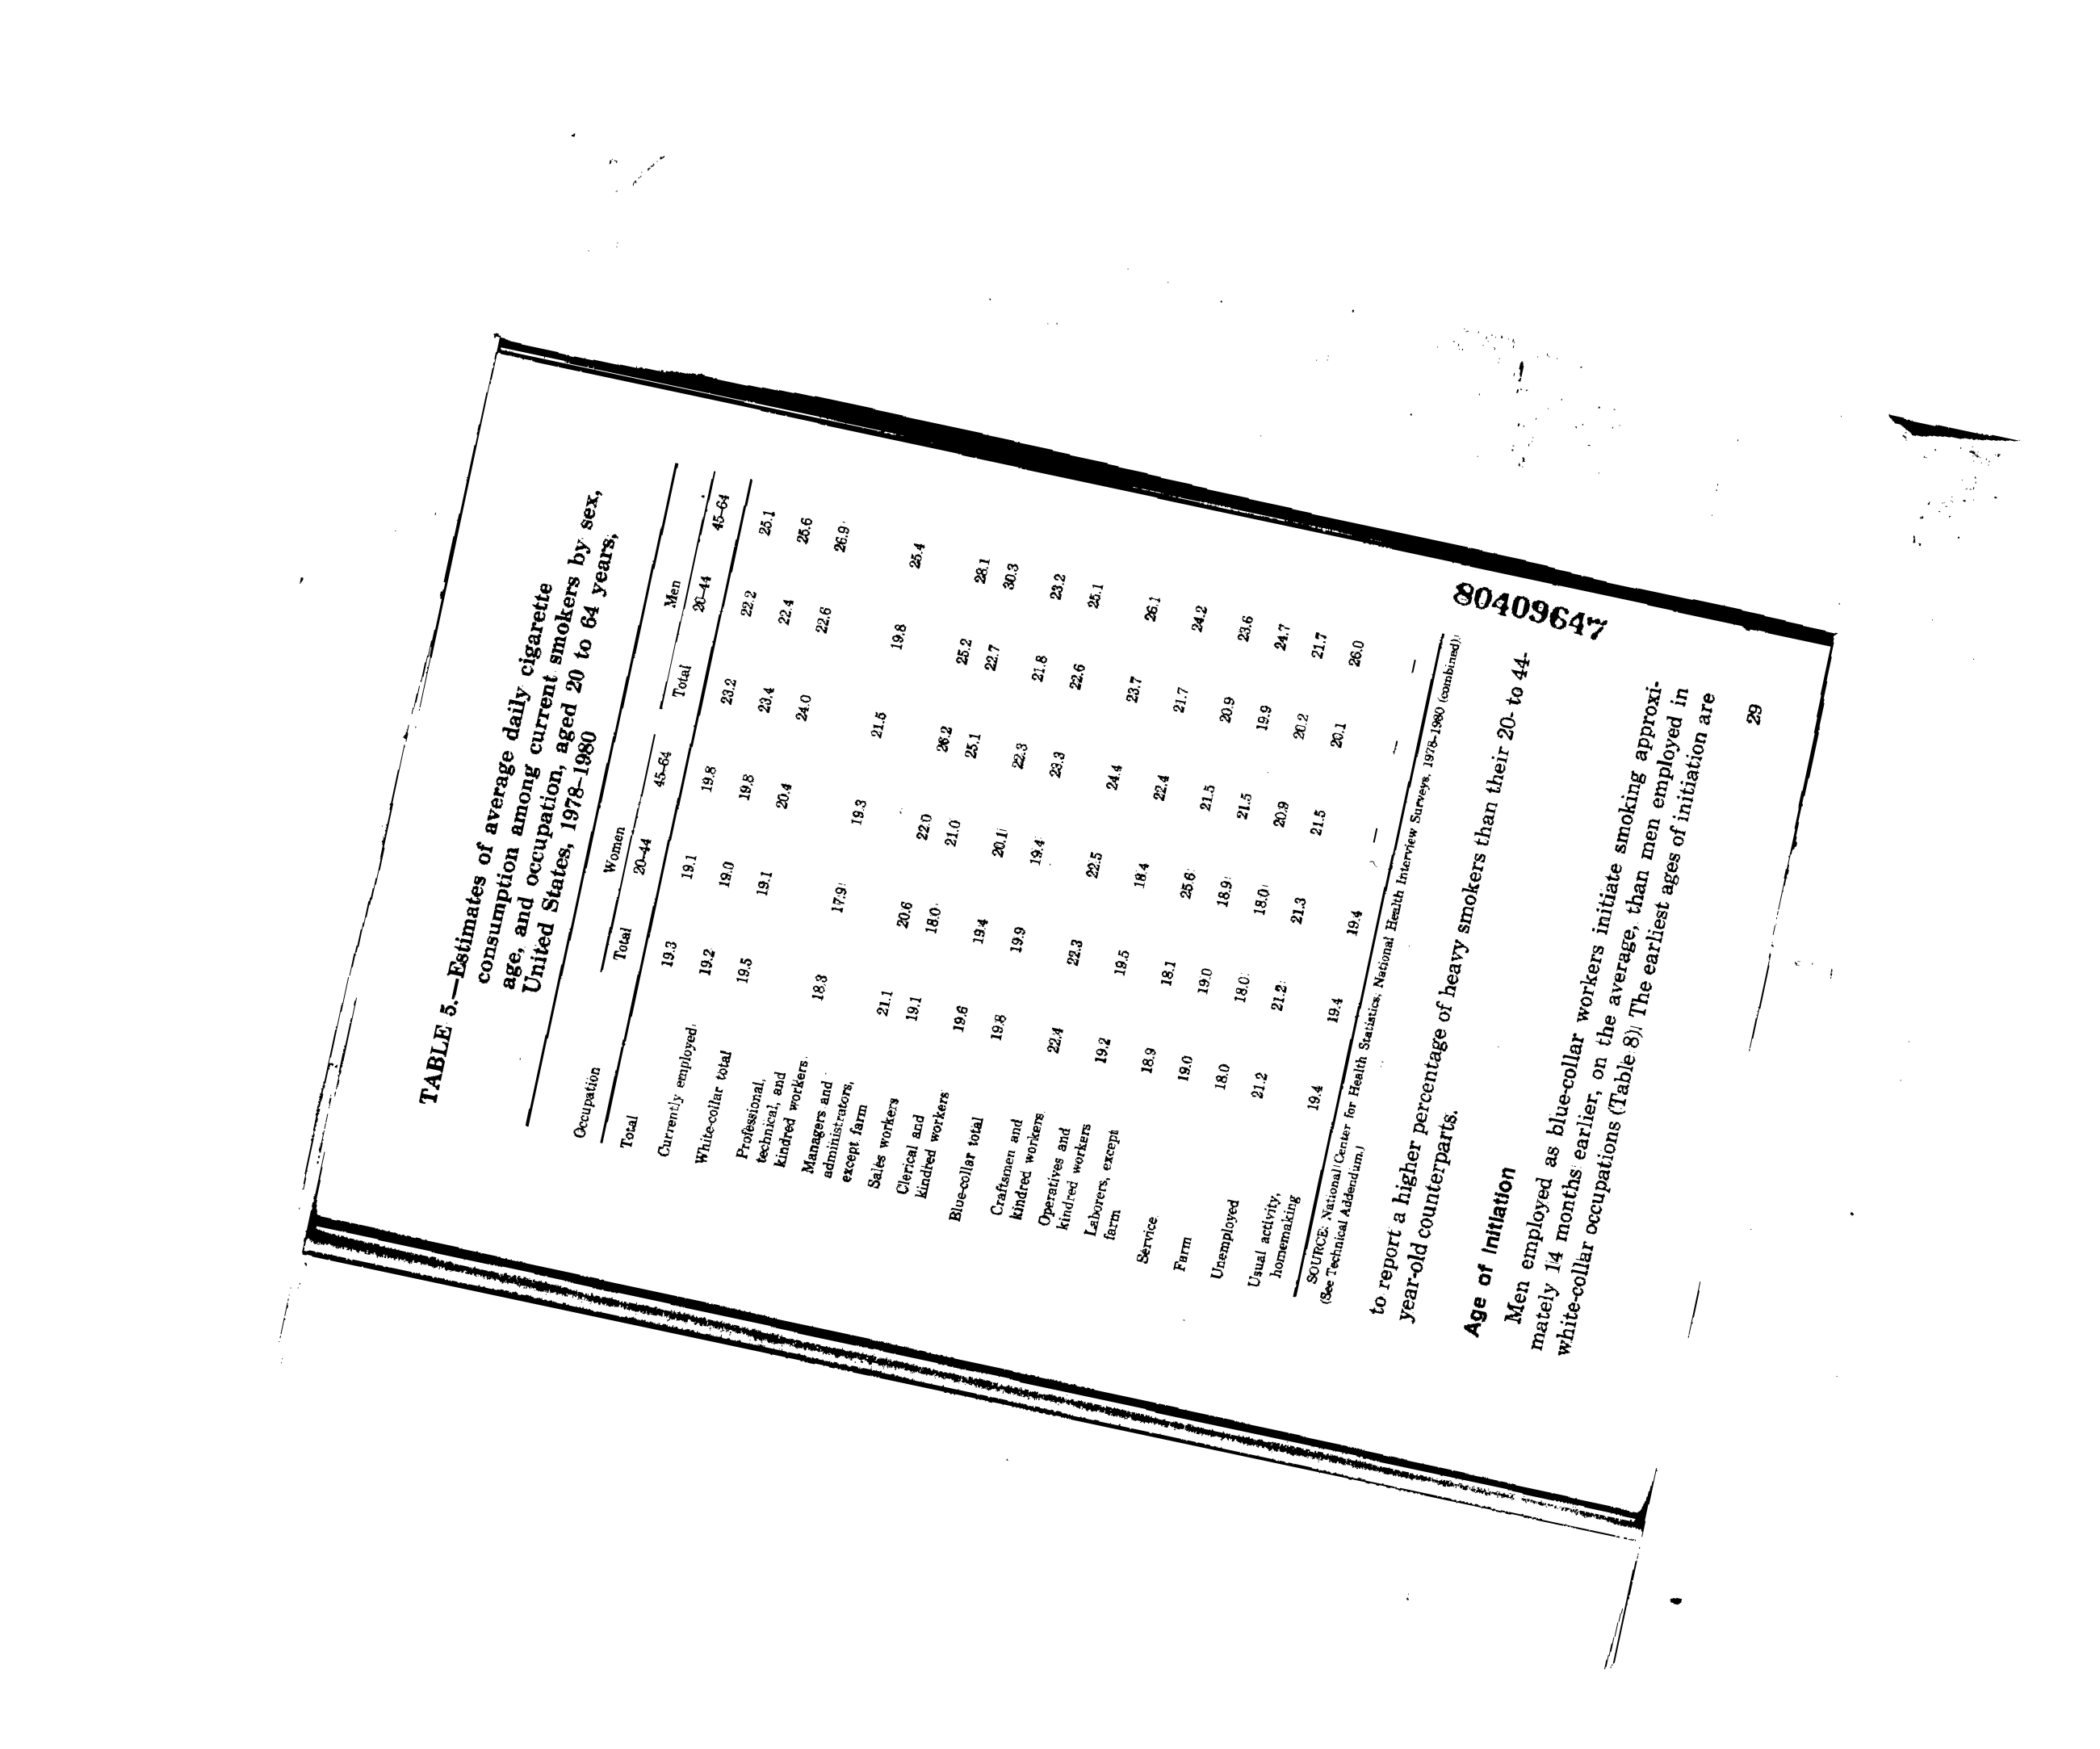 TABLE 5.—Estimates of average daily cigarette
consumption among current smokers by sex,
age, and occupation, aged 20 to 64 years,
United States, 1978–1980
Women Men
Occupation Total 20–44 45–64 Total 20–44 45–64
Total 19.3 19.1 19.8 23.2 22.2 25.1
Currently employed 19.2 19.0 19.8 23.4 22.4 25.6
White-collar total 19.5 19.1 20.4 24.0 22.6 26.9
Professional,
technical, and
kindred workers 18.3 17.9 19.3 21.5 19.8 25.4
Managers and
administrators,
except farm 21.1 20.6 22.0 26.2 25.2 28.1
Sales workers 19.1 18.0 21.0 25.1 22.7 30.3
Clerical and
kindred workers 19.6 19.4 20.1 22.3 21.8 23.2
Blue-collar total 19.8 19.9 19.4 23.3 22.6 25.1
Craftsmen and
kindred workers 22.4 22.3 22.5 24.4 23.7 26.1
Operatives and
kindred workers 19.2 19.5 18.4 22.4 21.7 24.2
Laborers, except
farm 18.9 18.1 25.6 21.5 20.9 23.6
Service 19.0 19.0 18.9 21.5 19.9 24.7
Farm 18.0 18.0 18.0 20.9 20.2 21.7
Unemployed 21.2 21.2 21.3 21.5 20.1 26.0
Usual activity,
homemaking 19.4 19.4 19.4 — — —
SOURCE: National Center for Health Statistics, National Health Interview Surveys, 1978–1980 (combined).
(See Technical Addendum.)
to report a higher percentage of heavy smokers than their 20- to 44-
year-old counterparts.
Age of Initiation
Men employed as blue-collar workers initiate smoking approxi-
mately 14 months earlier, on the average, than men employed in
white-collar occupations (Table 8). The earliest ages of initiation are
29
80409647